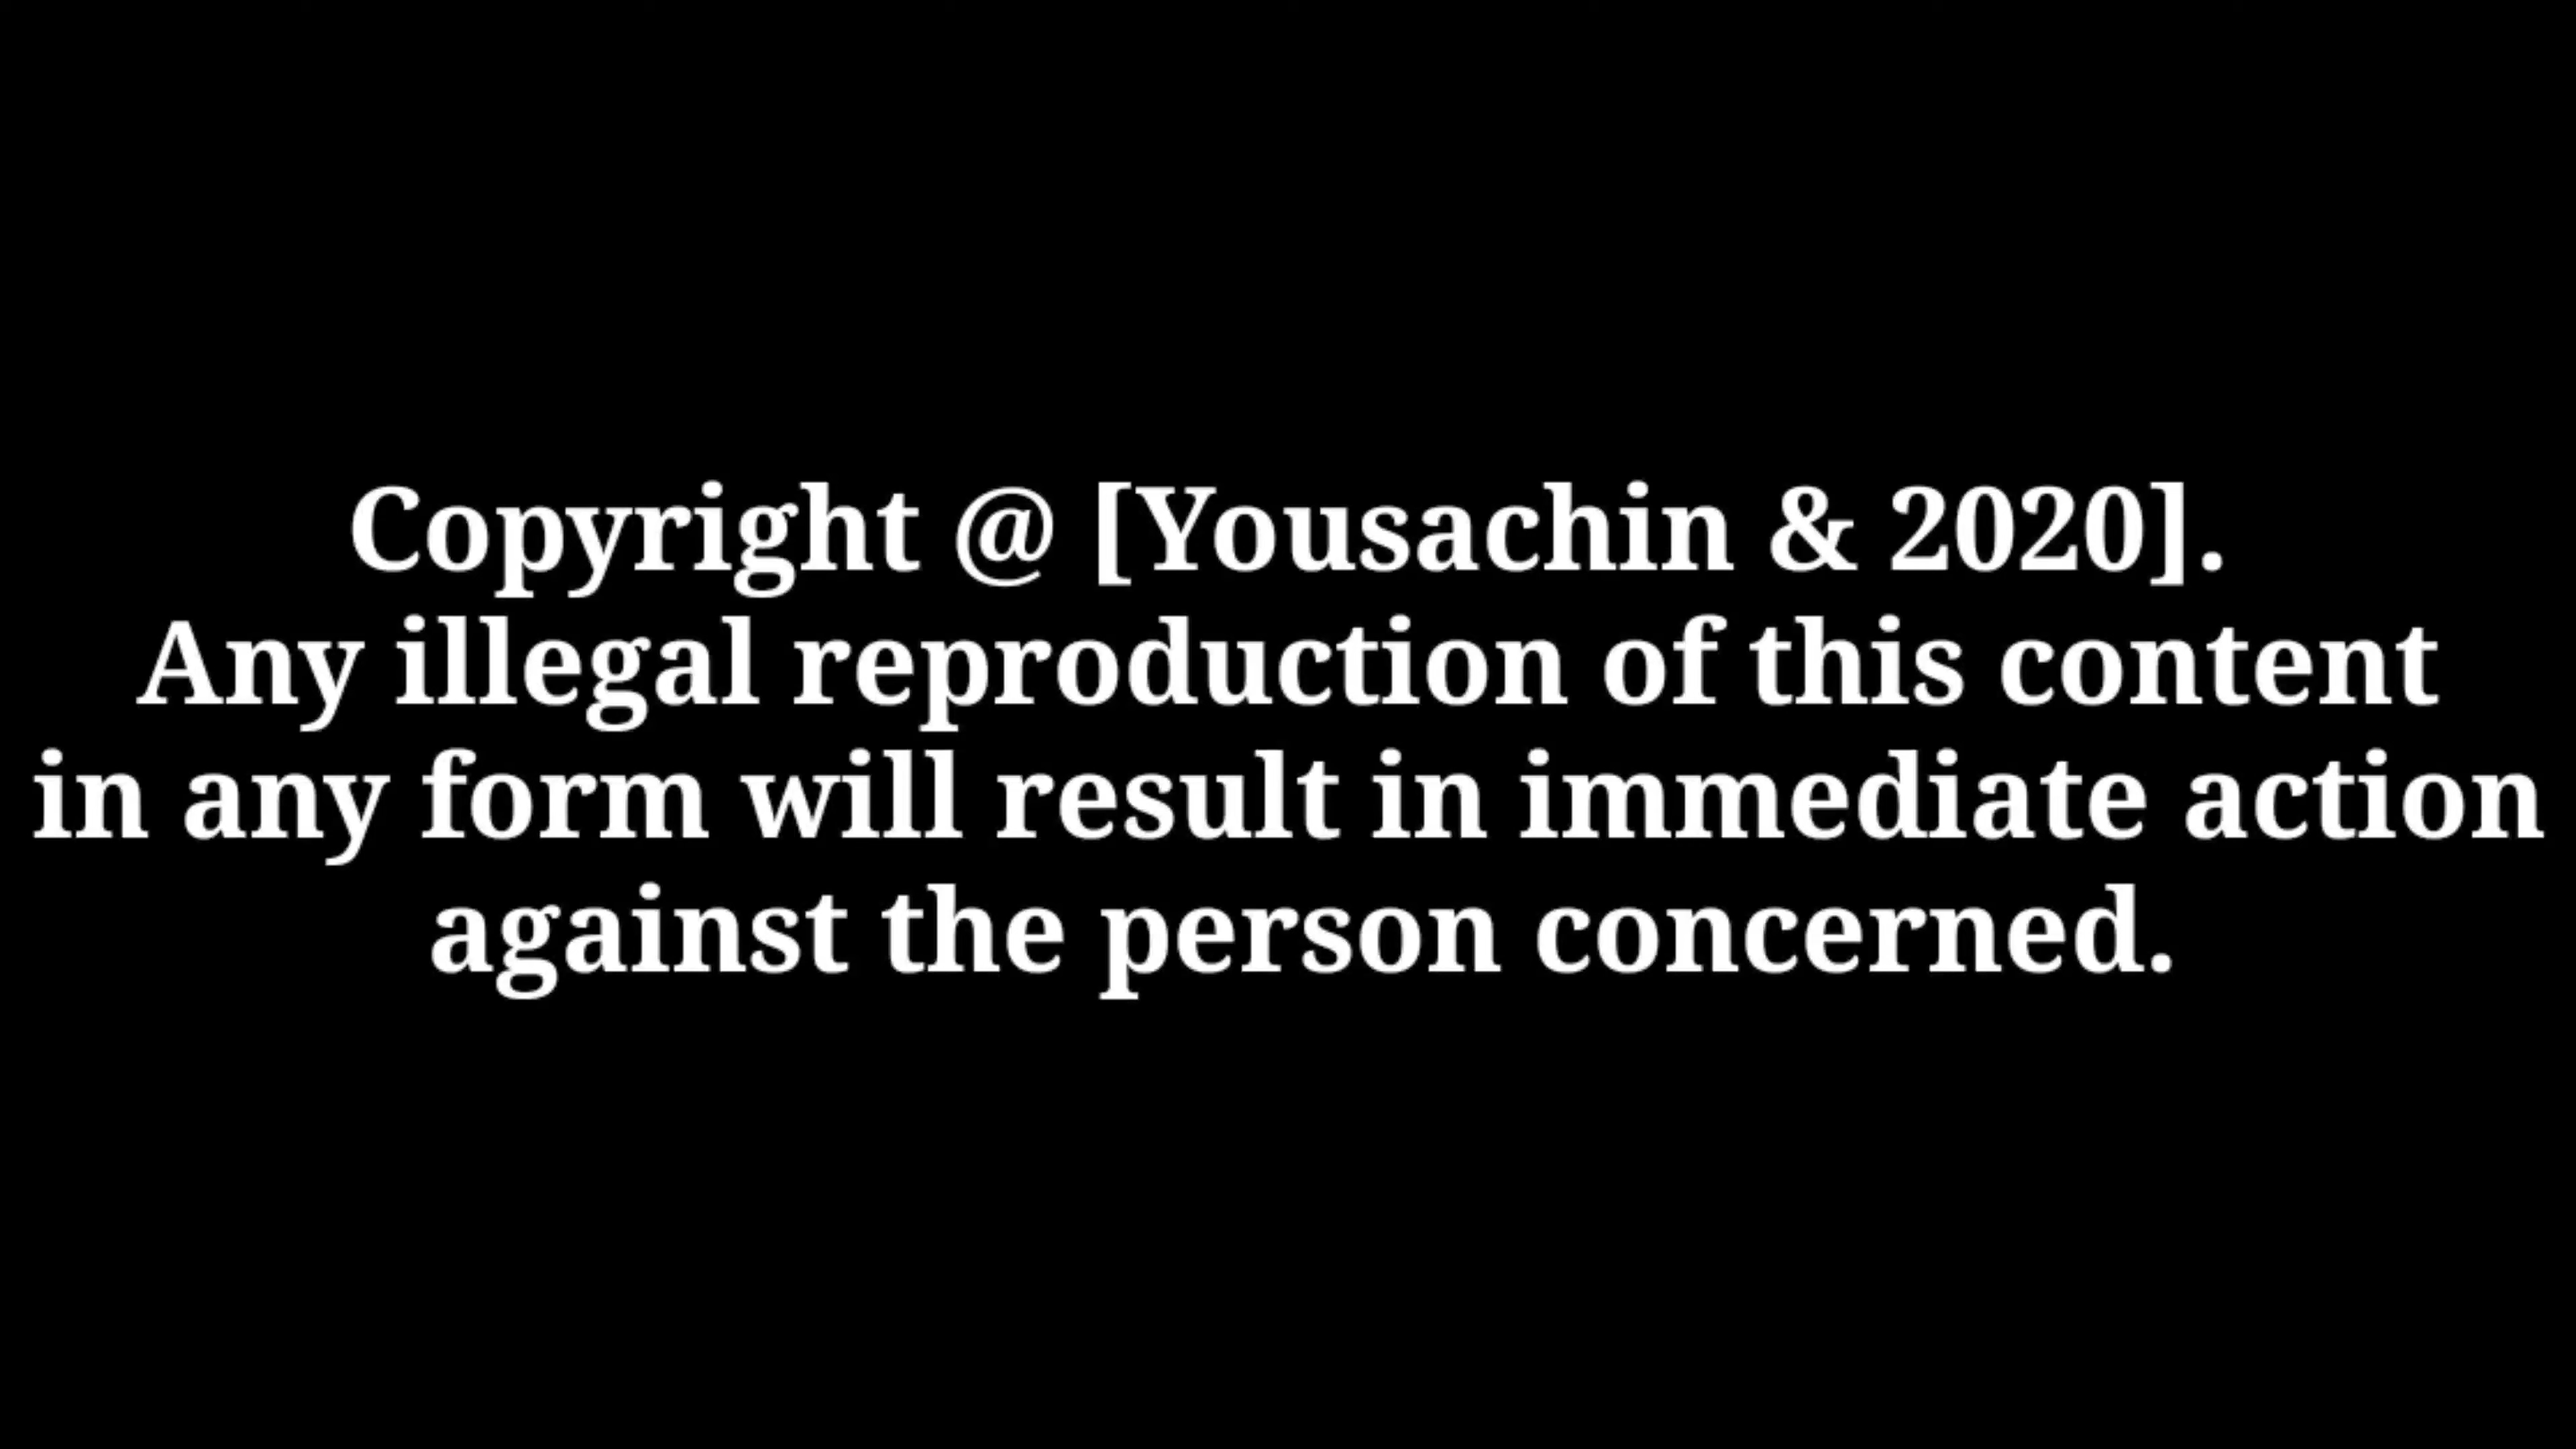 Copyright @ [Yousachin & 2020].
Any illegal reproduction of this content
in any form will result in immediate action
against the person concerned.